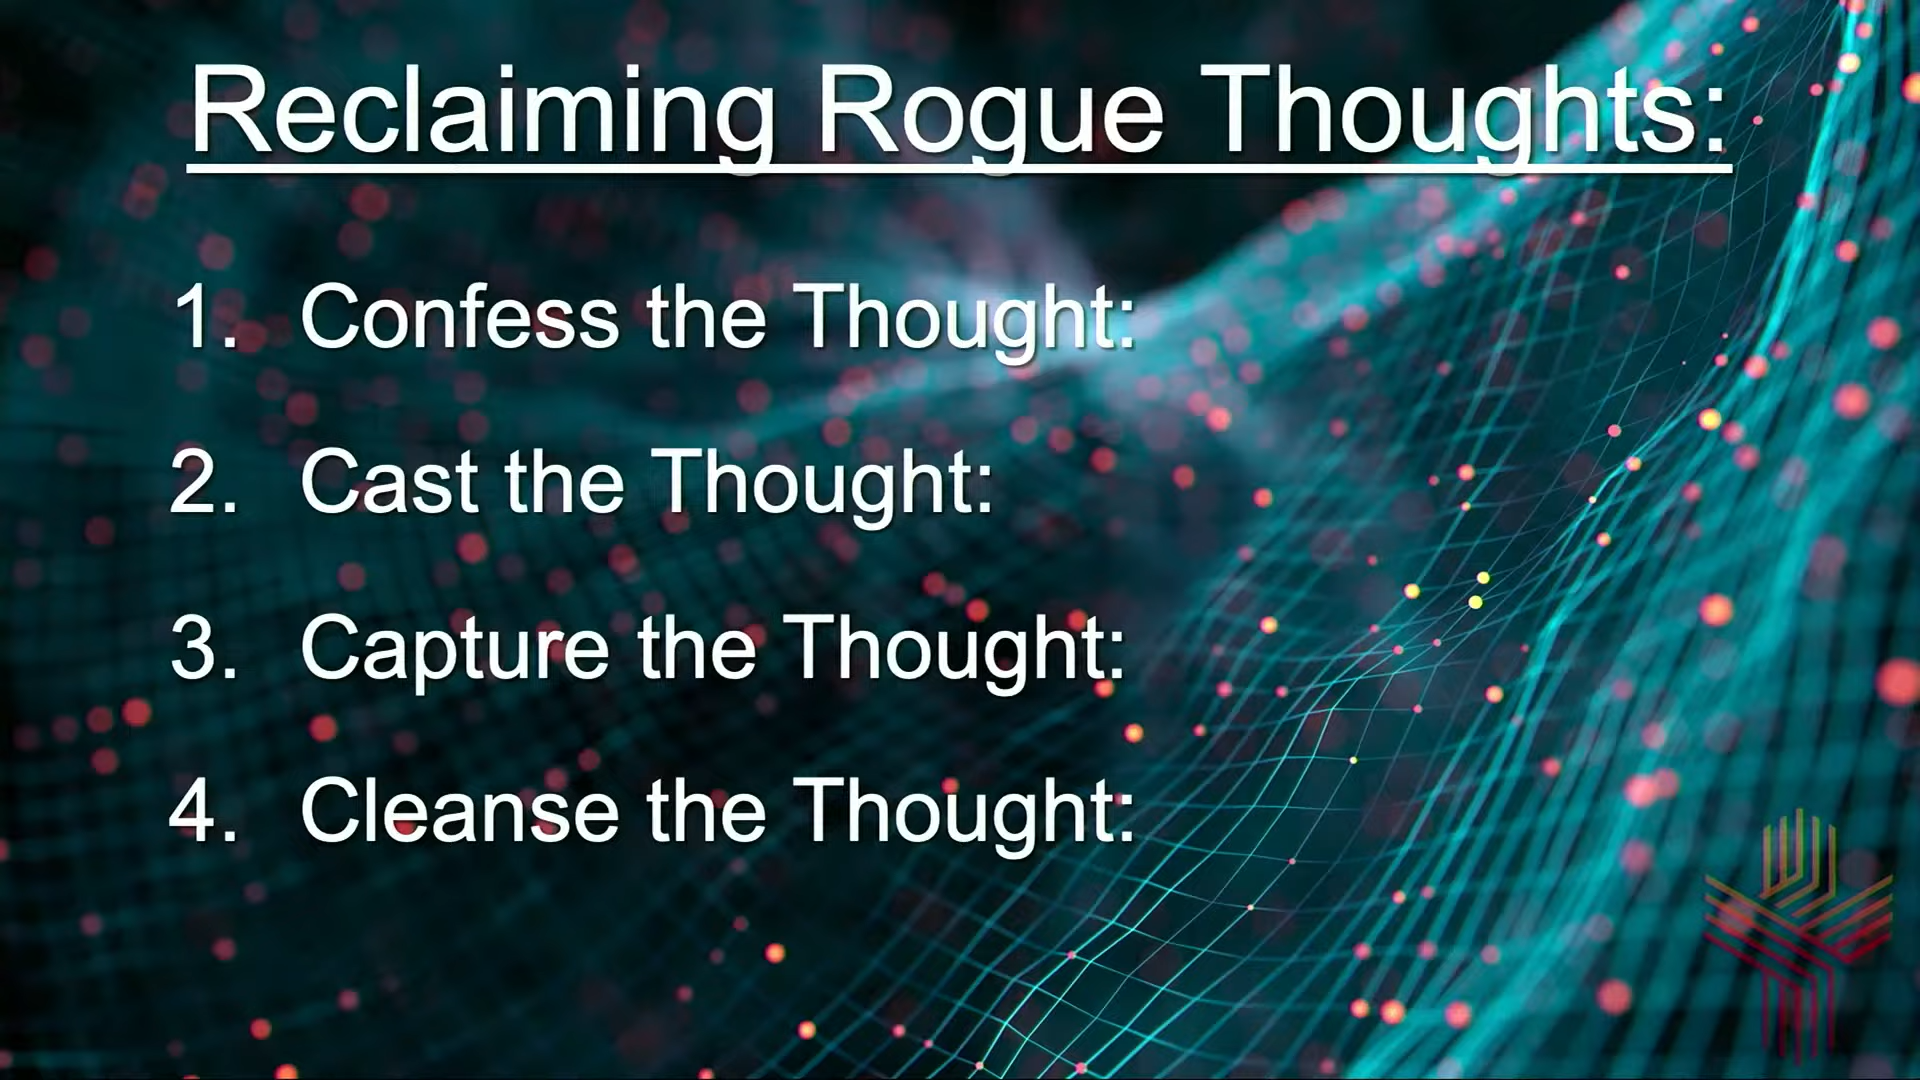 Reclaiming Rogue Thoughts:
1. Confess the Thought:
2. Cast the Thought:
3. Capture the Thought:
4. Cleanse the Thought: